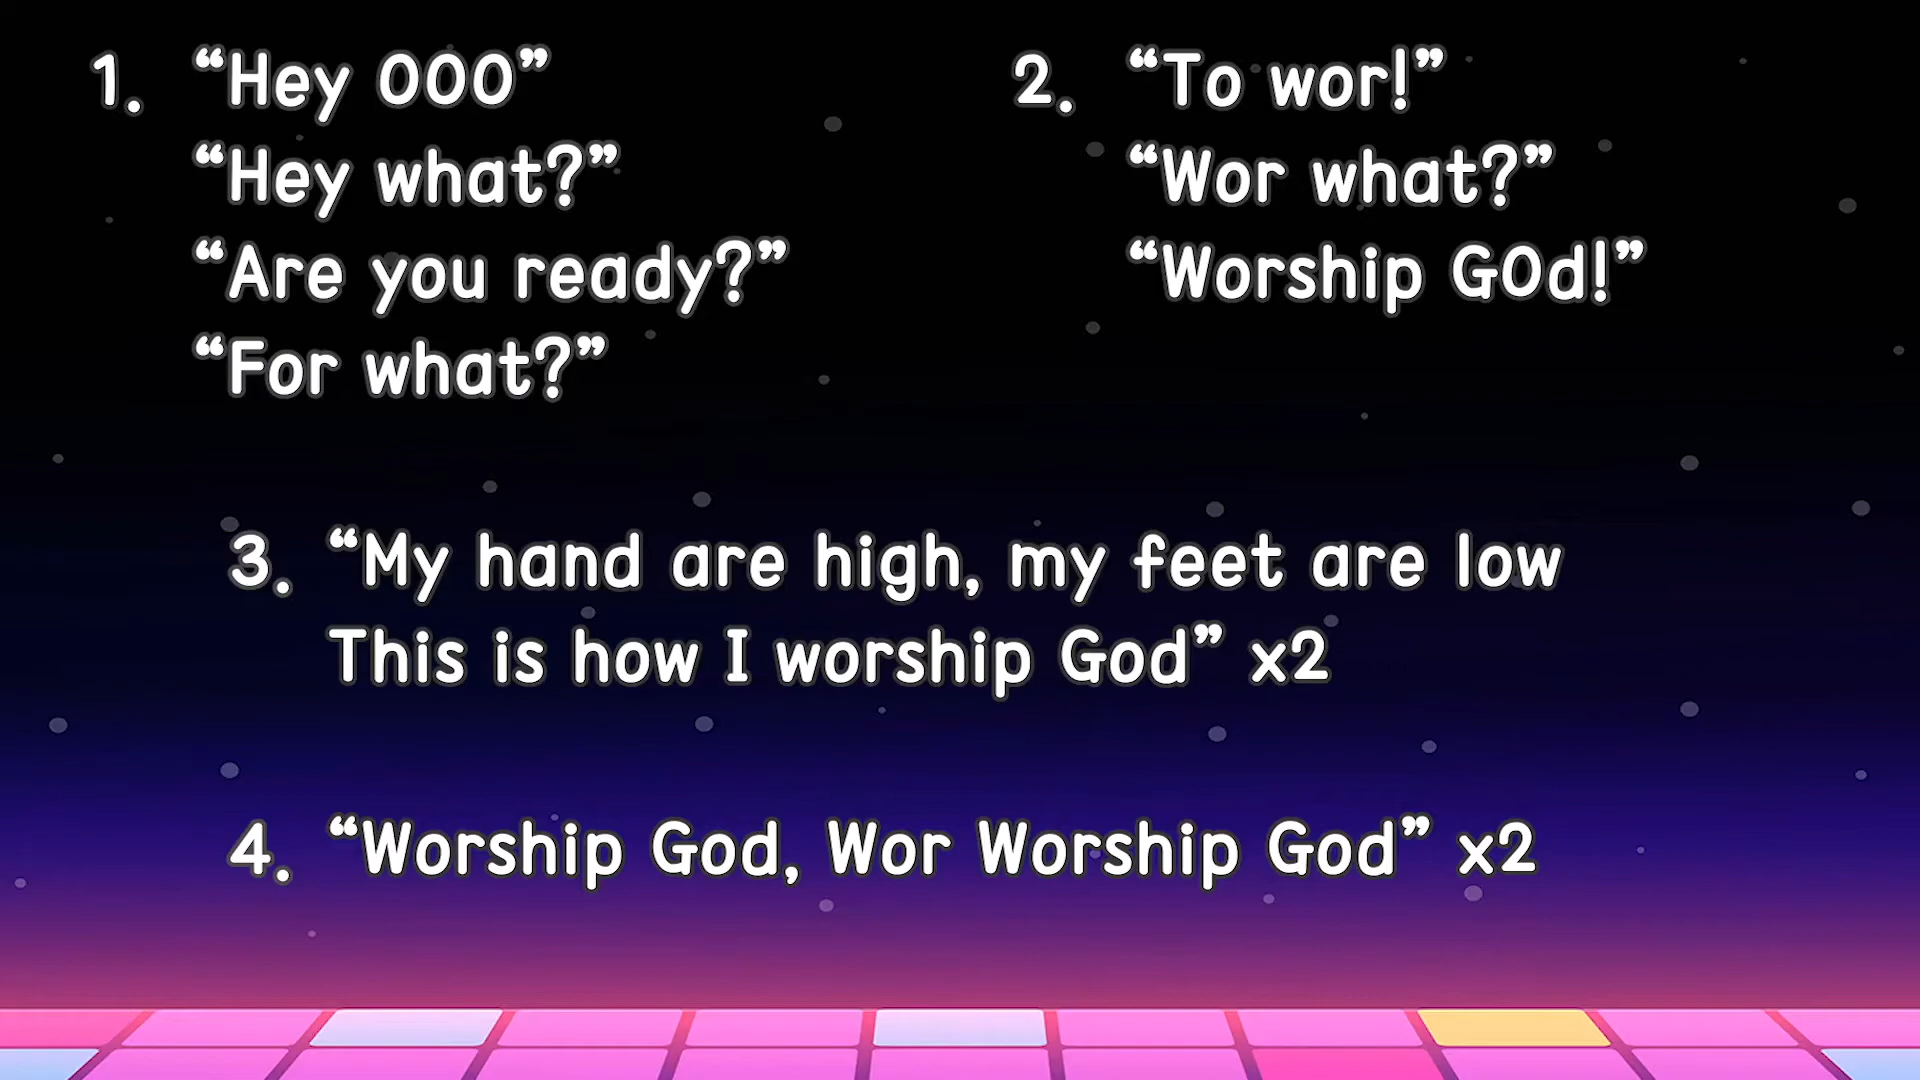 1. “Hey OOO”
“Hey what?”
“Are you ready?”
“For what?”
2. “To wor!”
“Wor what?”
“Worship GOd!”
3. “My hand are high, my feet are low
This is how I worship God” x2
4. “Worship God, Wor Worship God” x2